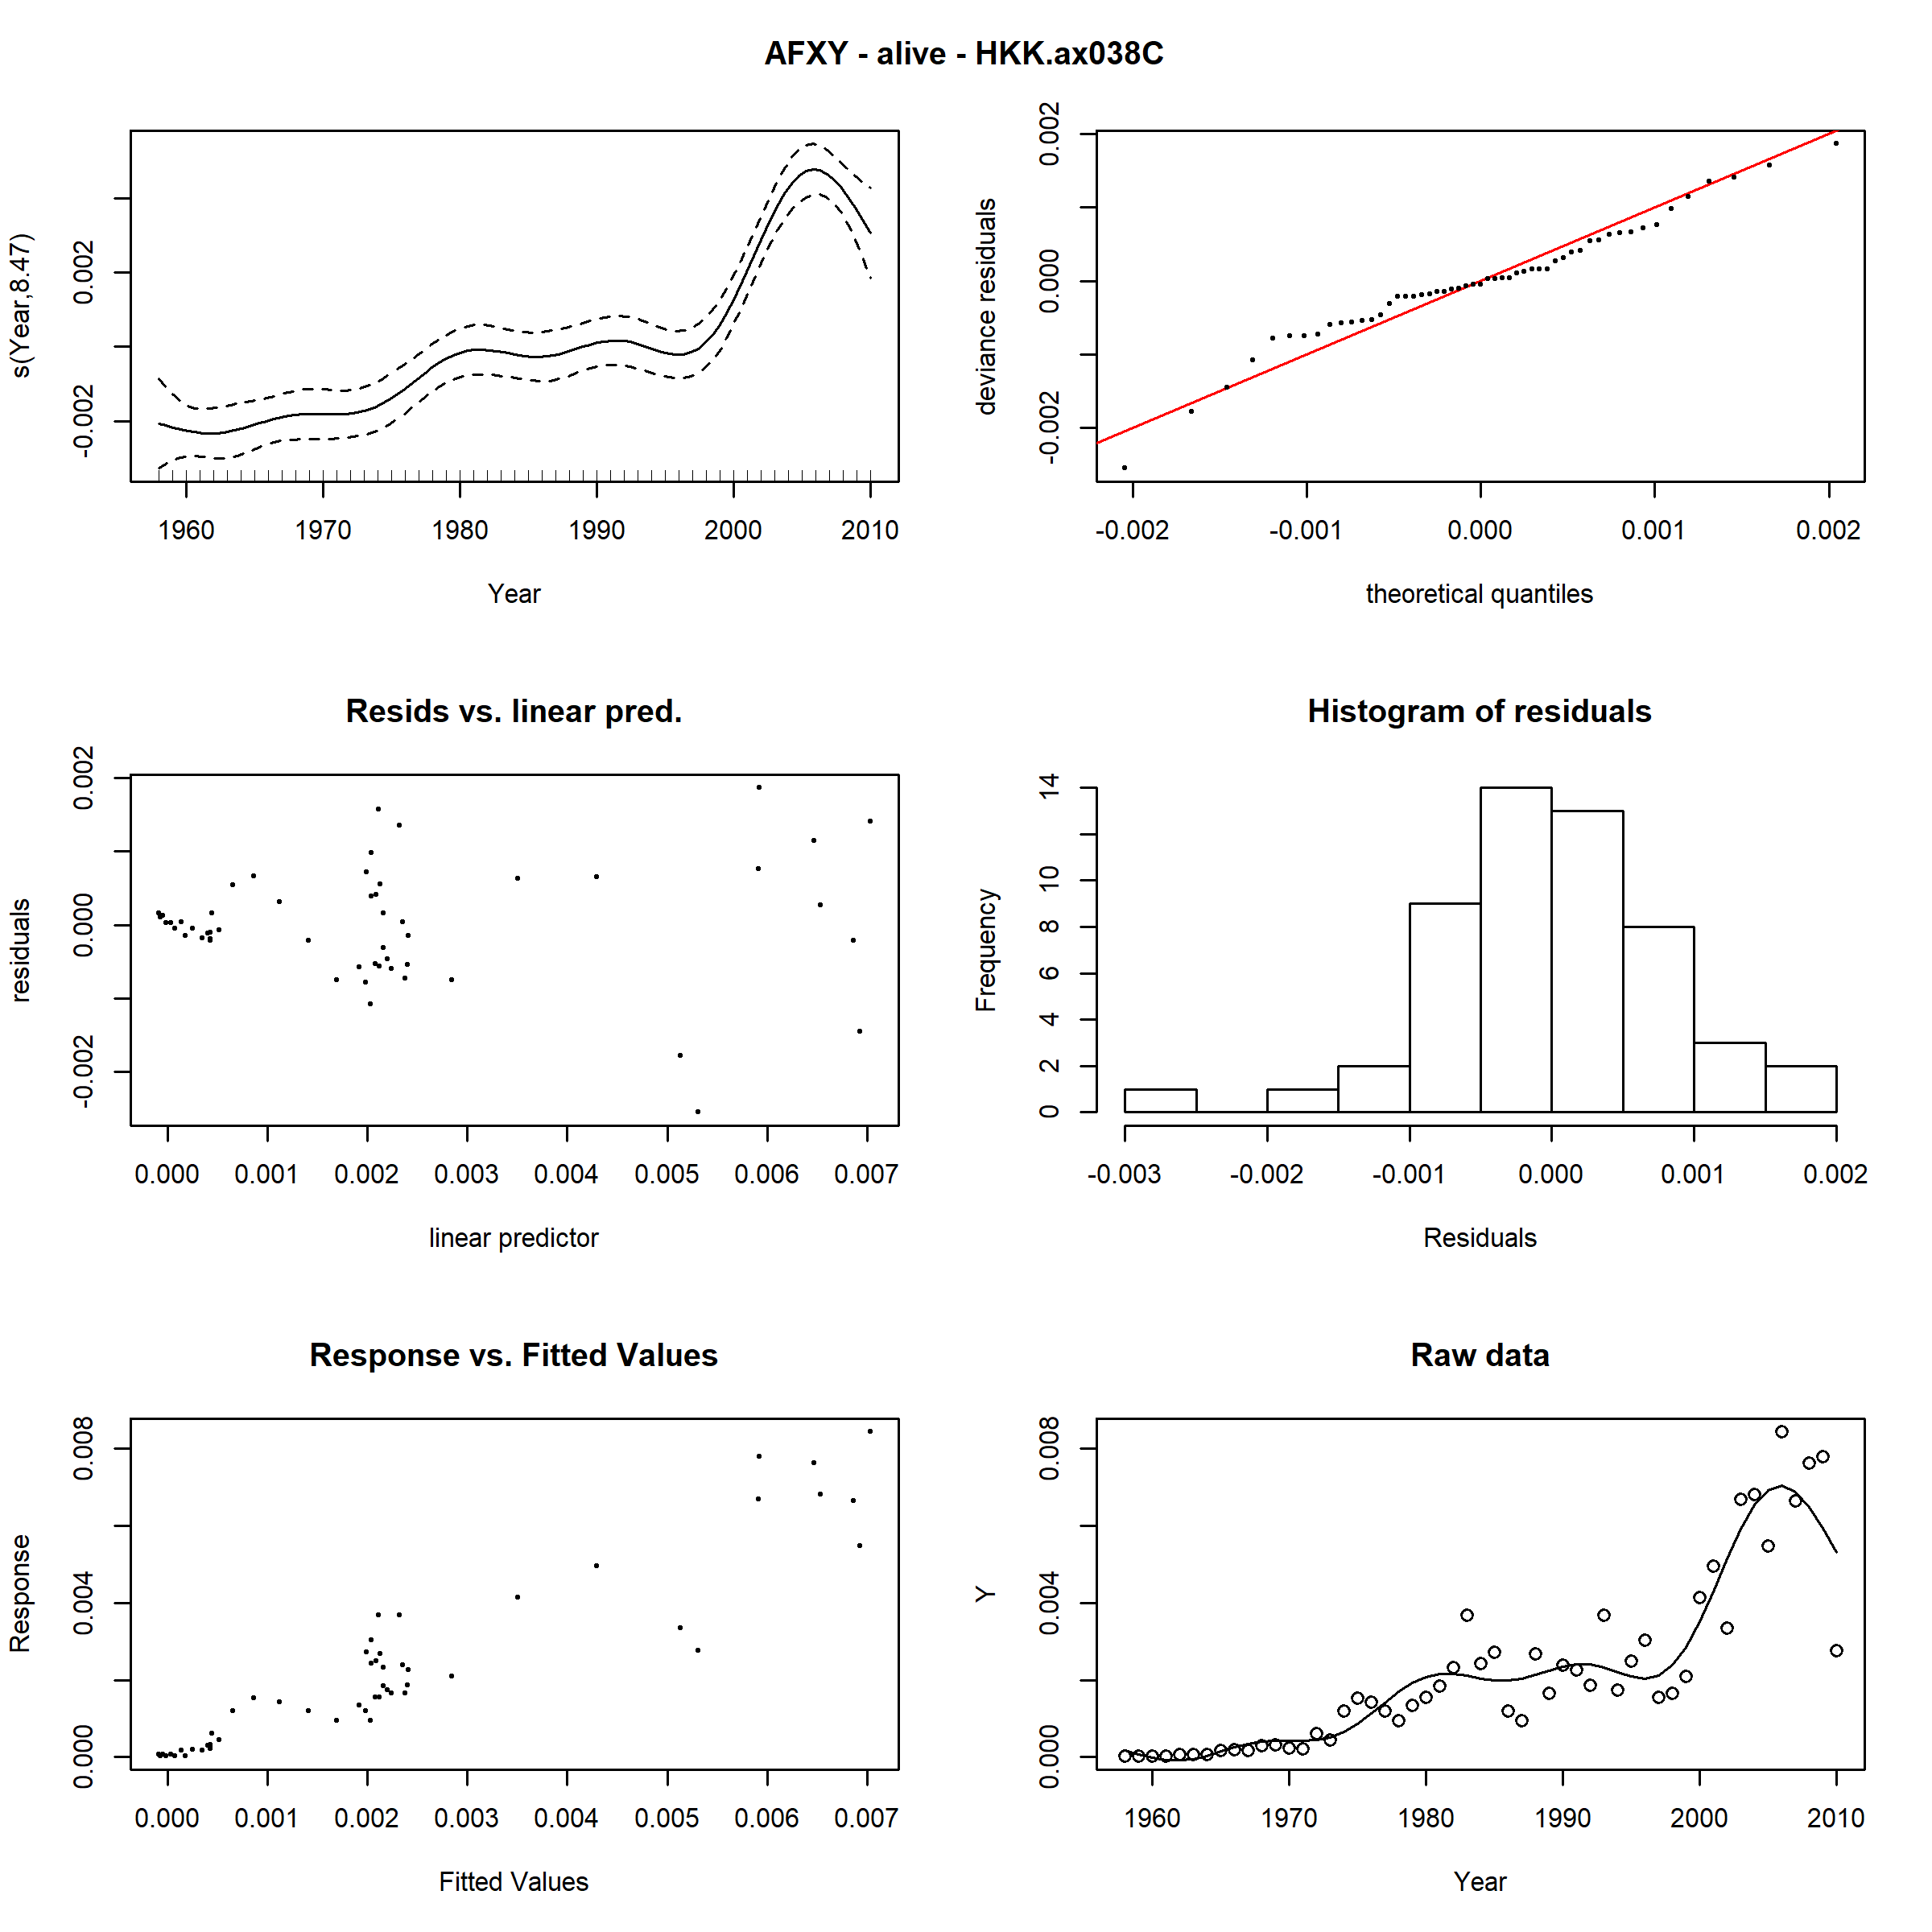 AFXY - alive - HKK.ax038C
s(Year,8.47)
-0.002 0.002
1960 1970 1980 1990 2000 2010
Year
deviance residuals
-0.002 0.000 0.002
-0.002 -0.001 0.000 0.001 0.002
theoretical quantiles
Resids vs. linear pred.
residuals
-0.002 0.000 0.002
0.000 0.001 0.002 0.003 0.004 0.005 0.006 0.007
linear predictor
Histogram of residuals
Frequency
0 2 4 6 8 10 14
-0.003 -0.002 -0.001 0.000 0.001 0.002
Residuals
Response vs. Fitted Values
Response
0.000 0.004 0.008
0.000 0.001 0.002 0.003 0.004 0.005 0.006 0.007
Fitted Values
Raw data
Y
0.000 0.004 0.008
1960 1970 1980 1990 2000 2010
Year